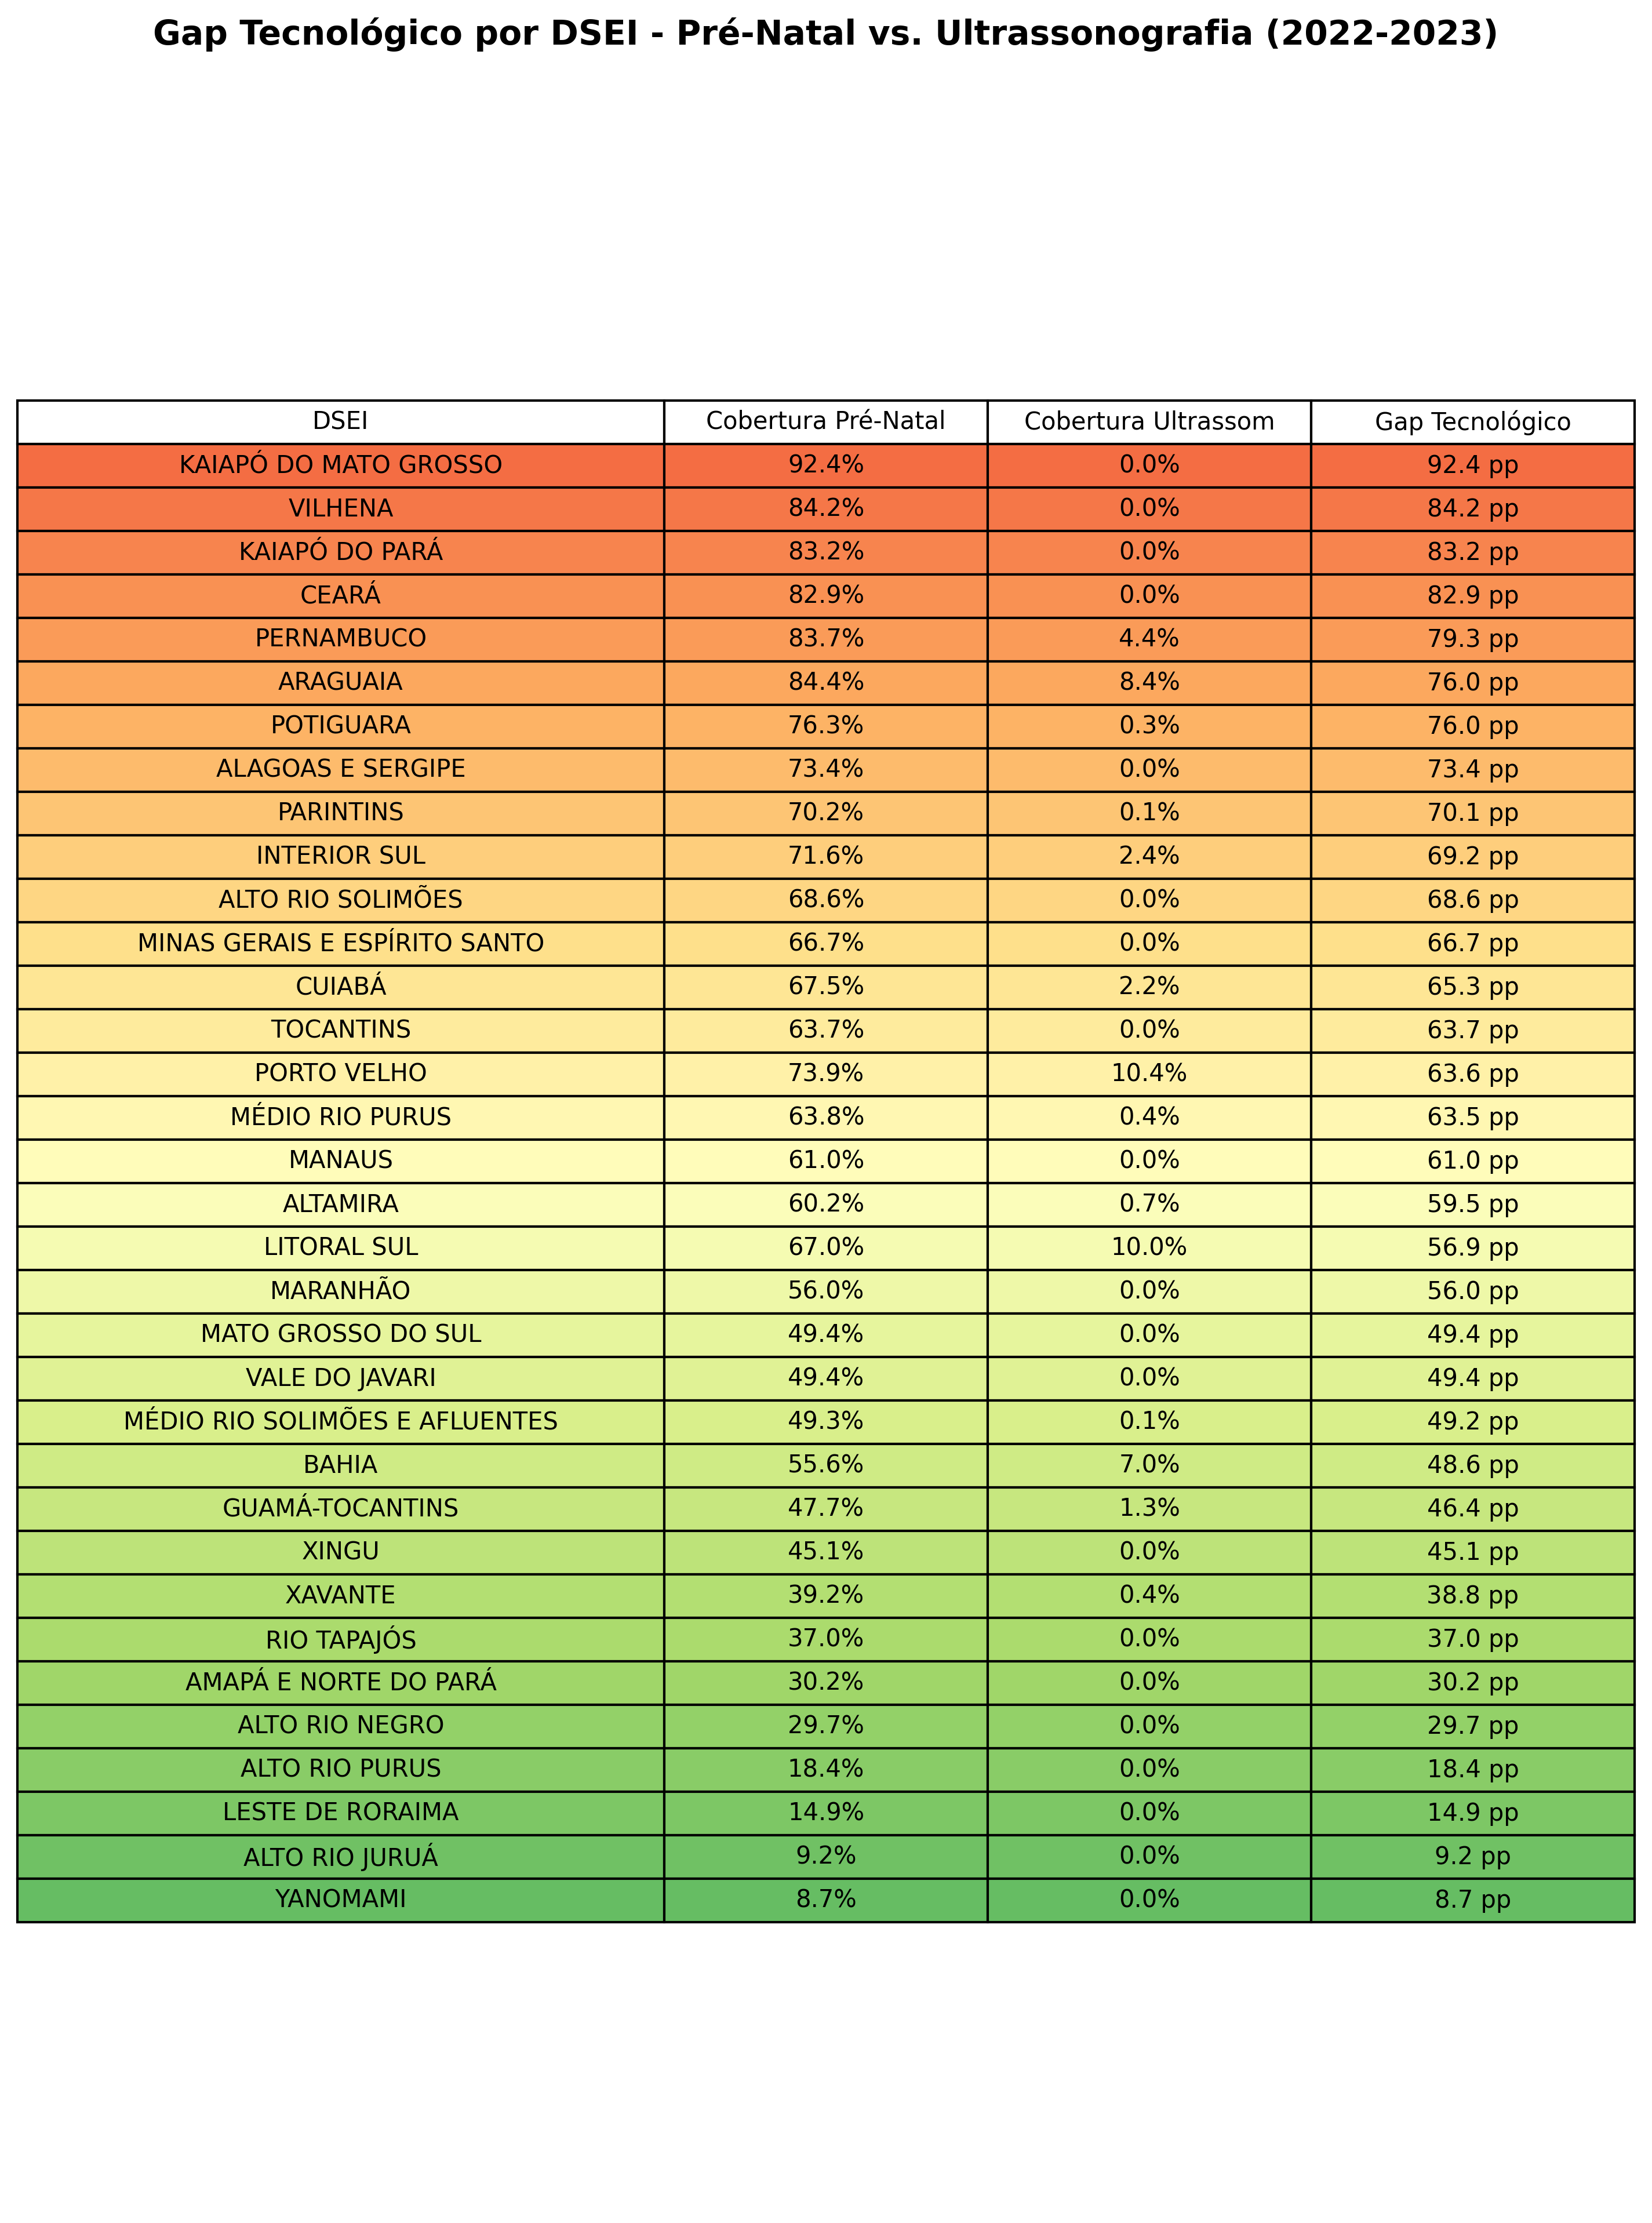 Gap Tecnológico por DSEI - Pré-Natal vs. Ultrassonografia (2022-2023)
DSEI Cobertura Pré-Natal Cobertura Ultrassom Gap Tecnológico
KAIAPÓ DO MATO GROSSO 92.4% 0.0% 92.4 pp
VILHENA 84.2% 0.0% 84.2 pp
KAIAPÓ DO PARÁ 83.2% 0.0% 83.2 pp
CEARÁ 82.9% 0.0% 82.9 pp
PERNAMBUCO 83.7% 4.4% 79.3 pp
ARAGUAIA 84.4% 8.4% 76.0 pp
POTIGUARA 76.3% 0.3% 76.0 pp
ALAGOAS E SERGIPE 73.4% 0.0% 73.4 pp
PARINTINS 70.2% 0.1% 70.1 pp
INTERIOR SUL 71.6% 2.4% 69.2 pp
ALTO RIO SOLIMÕES 68.6% 0.0% 68.6 pp
MINAS GERAIS E ESPÍRITO SANTO 66.7% 0.0% 66.7 pp
CUIABÁ 67.5% 2.2% 65.3 pp
TOCANTINS 63.7% 0.0% 63.7 pp
PORTO VELHO 73.9% 10.4% 63.6 pp
MÉDIO RIO PURUS 63.8% 0.4% 63.5 pp
MANAUS 61.0% 0.0% 61.0 pp
ALTAMIRA 60.2% 0.7% 59.5 pp
LITORAL SUL 67.0% 10.0% 56.9 pp
MARANHÃO 56.0% 0.0% 56.0 pp
MATO GROSSO DO SUL 49.4% 0.0% 49.4 pp
VALE DO JAVARI 49.4% 0.0% 49.4 pp
MÉDIO RIO SOLIMÕES E AFLUENTES 49.3% 0.1% 49.2 pp
BAHIA 55.6% 7.0% 48.6 pp
GUAMÁ-TOCANTINS 47.7% 1.3% 46.4 pp
XINGU 45.1% 0.0% 45.1 pp
XAVANTE 39.2% 0.4% 38.8 pp
RIO TAPAJÓS 37.0% 0.0% 37.0 pp
AMAPÁ E NORTE DO PARÁ 30.2% 0.0% 30.2 pp
ALTO RIO NEGRO 29.7% 0.0% 29.7 pp
ALTO RIO PURUS 18.4% 0.0% 18.4 pp
LESTE DE RORAIMA 14.9% 0.0% 14.9 pp
ALTO RIO JURUÁ 9.2% 0.0% 9.2 pp
YANOMAMI 8.7% 0.0% 8.7 pp